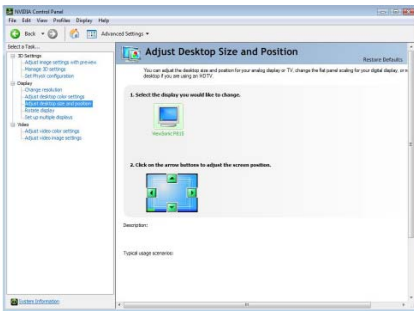 NVIDIA Control Panel
File Edit View Profiles Display Help
Back Advanced Settings
Select a Task...
3D Settings
Adjust image settings with preview
Manage 3D settings
Set PhysX configuration
Display
Change resolution
Adjust desktop color settings
Adjust desktop size and position
Rotate display
Set up multiple displays
Video
Adjust video color settings
Adjust video image settings
System Information
Adjust Desktop Size and Position
Restore Defaults
You can adjust the desktop size and position for your analog display or TV, change the flat panel scaling for your digital display, or
desktop if you are using an HDTV.
1. Select the display you would like to change.
ViewSonic
2. Click on the arrow buttons to adjust the screen position.
Description:
Typical usage scenarios: